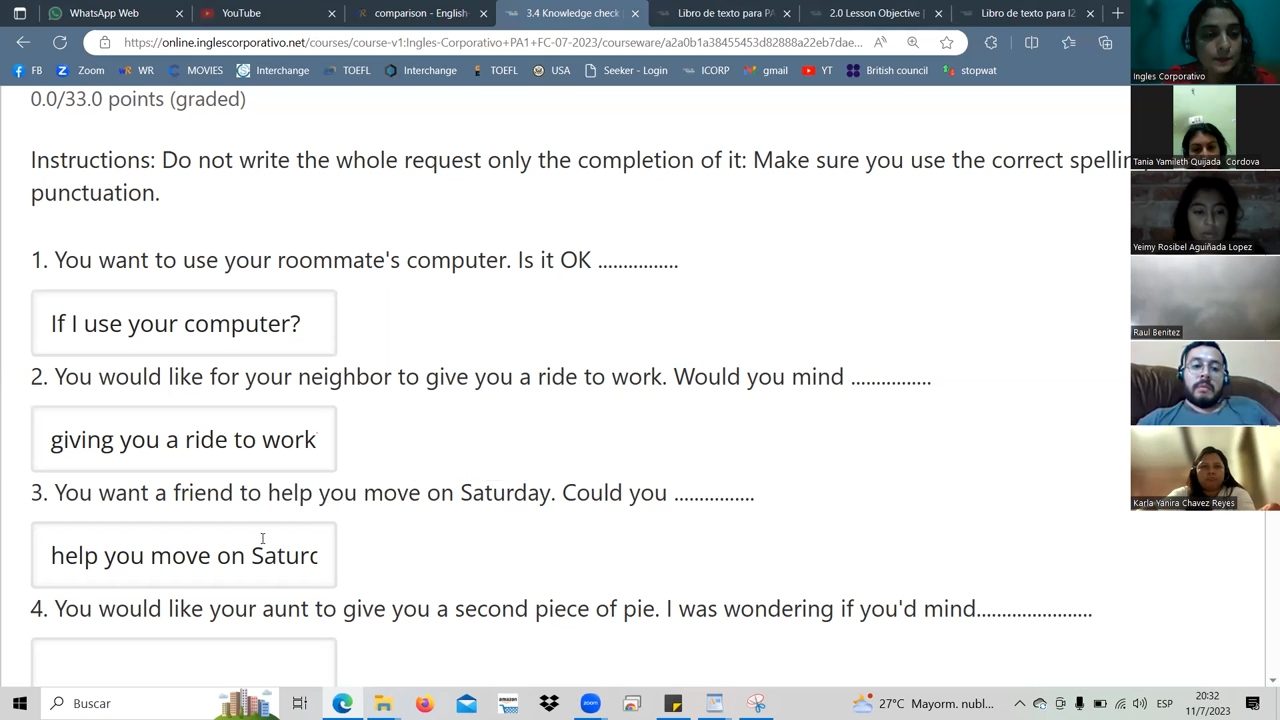 WhatsApp Web
YouTube
comparison - English-
3.4 Knowledge check
Libro de texto para PA
2.0 Lesson Objective |
Libro de texto para I2
https://online.inglescorporativo.net/courses/course-v1:Ingles-Corporativo+PA1+FC-07-2023/courseware/a2a0b1a38455453d82888a22eb7dae...
FB Zoom WR MOVIES Interchange TOEFL Interchange TOEFL USA Seeker - Login ICORP gmail YT British council stopwat
0.0/33.0 points (graded)
Instructions: Do not write the whole request only the completion of it: Make sure you use the correct spellin
punctuation.
1. You want to use your roommate's computer. Is it OK ................
If I use your computer?
2. You would like for your neighbor to give you a ride to work. Would you mind ................
giving you a ride to work
3. You want a friend to help you move on Saturday. Could you ................
help you move on Saturd
4. You would like your aunt to give you a second piece of pie. I was wondering if you'd mind.......................
Ingles Corporativo
Tania Yamileth Quijada Cordova
Yeimy Rosibel Aguiñada Lopez
Raul Benitez
Karla Yanira Chavez Reyes
Buscar
amazon
zoom
27°C Mayorm. nubl...
ESP
20:32
11/7/2023